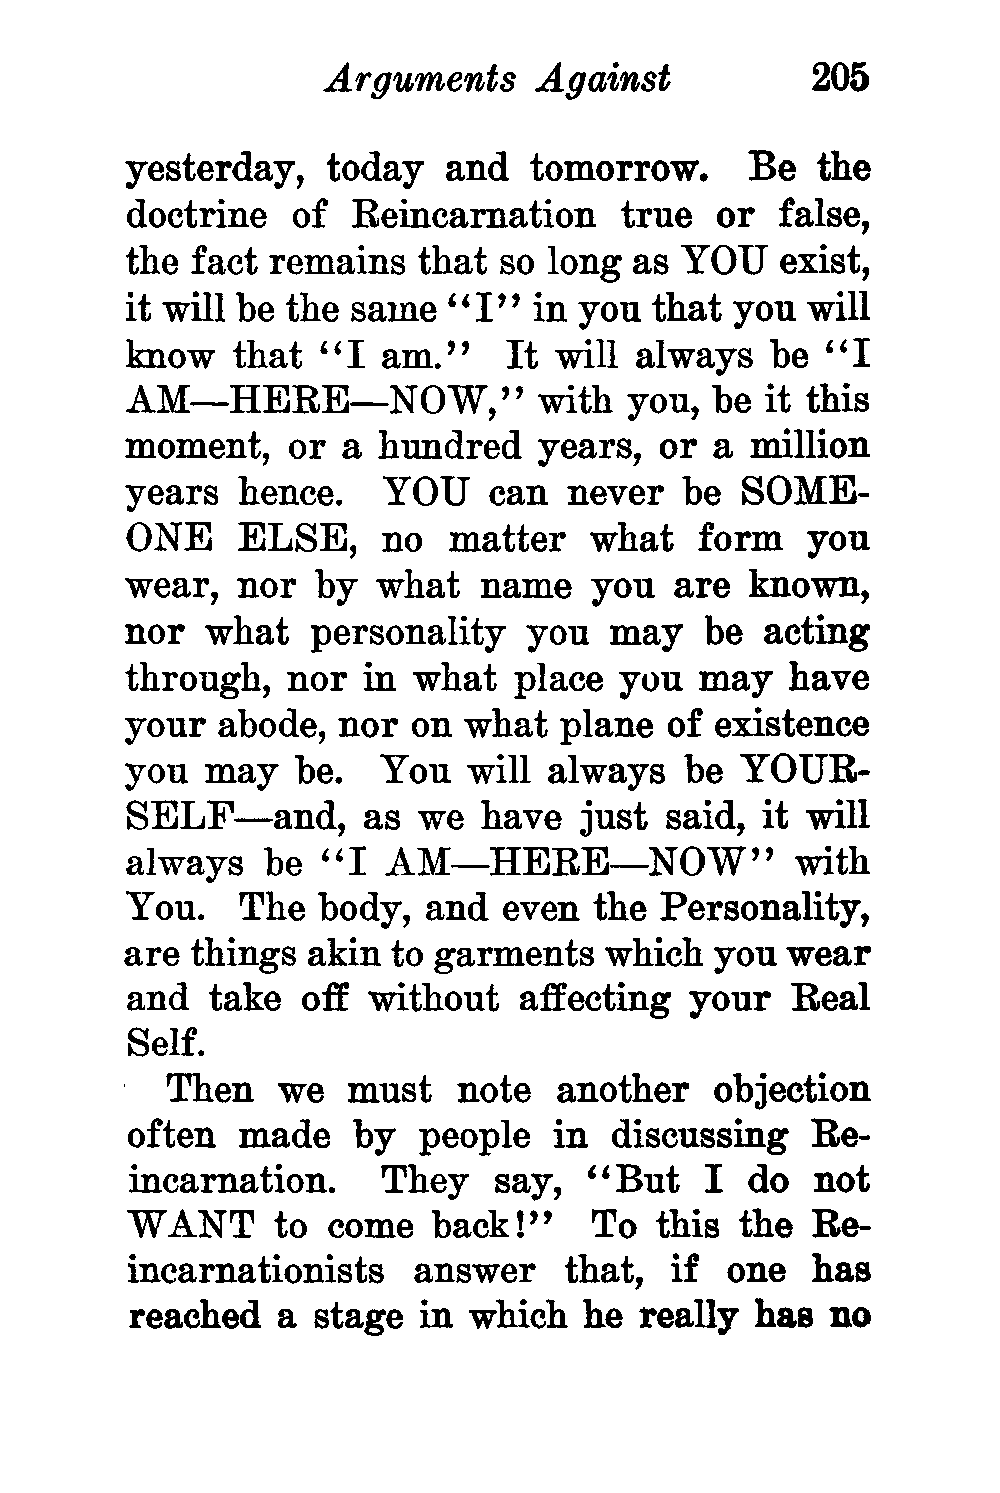 Arguments Against 205
yesterday, today and tomorrow. Be the
doctrine of Reincarnation true or false,
the fact remains that so long as YOU exist,
it will be the same “I” in you that you will
know that “I am.” It will always be “I
AM—HERE—NOW,” with you, be it this
moment, or a hundred years, or a million
years hence. YOU can never be SOME-
ONE ELSE, no matter what form you
wear, nor by what name you are known,
nor what personality you may be acting
through, nor in what place you may have
your abode, nor on what plane of existence
you may be. You will always be YOUR-
SELF—and, as we have just said, it will
always be “I AM—HERE—NOW” with
You. The body, and even the Personality,
are things akin to garments which you wear
and take off without affecting your Real
Self.
Then we must note another objection
often made by people in discussing Re-
incarnation. They say, “But I do not
WANT to come back!” To this the Re-
incarnationists answer that, if one has
reached a stage in which he really has no